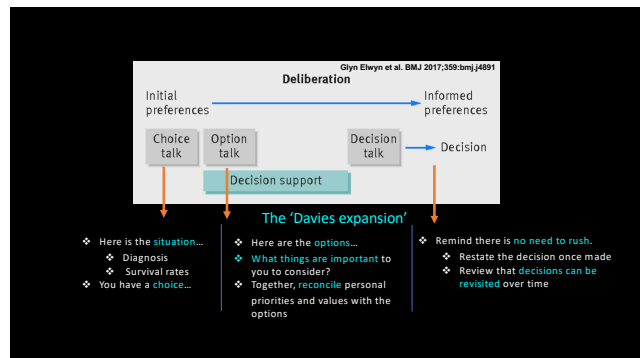 Glyn Elwyn et al. BMJ 2017;359:bmj.j4891
Deliberation
Initial
preferences
Informed
preferences
Choice
talk
Option
talk
Decision
talk
Decision
Decision support
The ‘Davies expansion’
❖ Here is the situation…
❖ Diagnosis
❖ Survival rates
❖ You have a choice…
❖ Here are the options…
❖ What things are important to
you to consider?
❖ Together, reconcile personal
priorities and values with the
options
❖ Remind there is no need to rush.
❖ Restate the decision once made
❖ Review that decisions can be
revisited over time